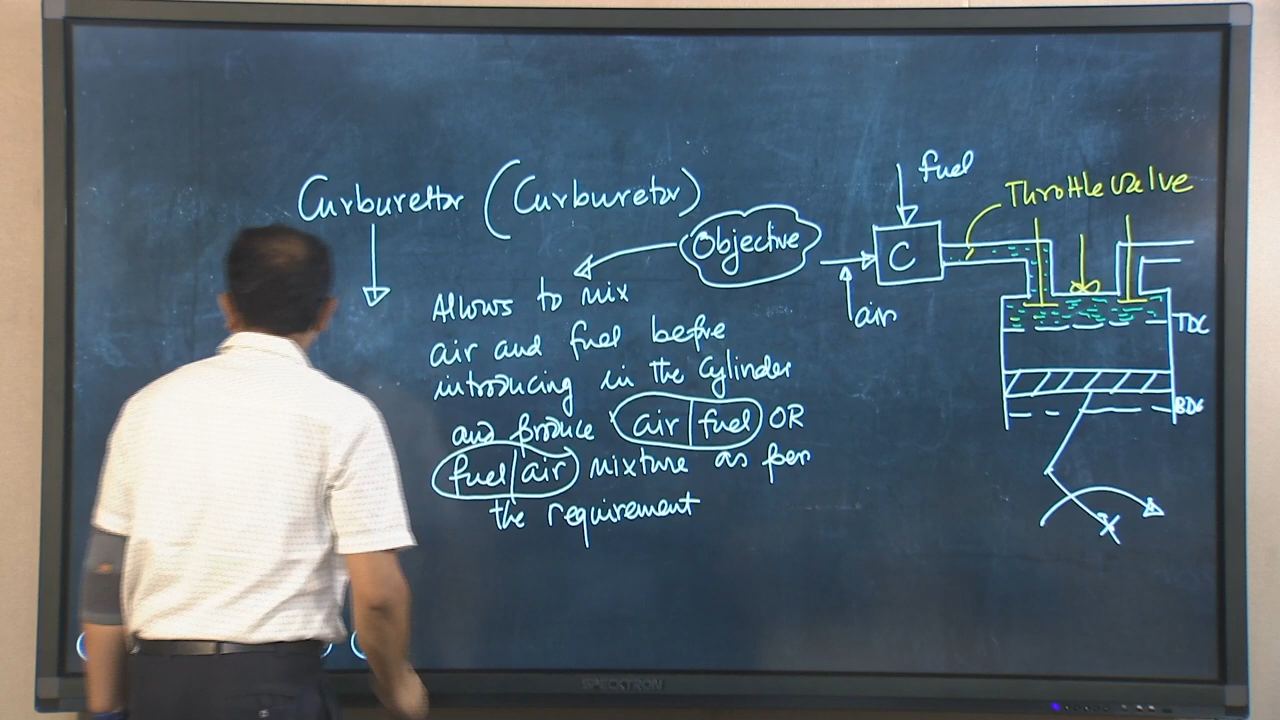 Carburettor (Carburetor)
Objective
Allows to mix
air and fuel before
introducing in the cylinder
and produce air|fuel OR
fuel|air mixture as per
the requirement
fuel
Throttle valve
C
air
TDC
BDC
SPECKTRON